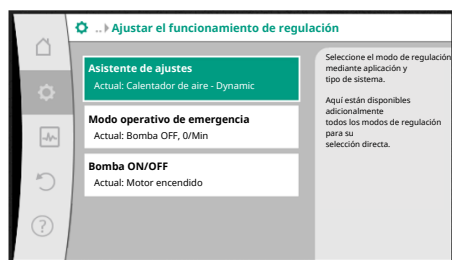 ..▸ Ajustar el funcionamiento de regulación
Asistente de ajustes
Actual: Calentador de aire - Dynamic
Modo operativo de emergencia
Actual: Bomba OFF, 0/Min
Bomba ON/OFF
Actual: Motor encendido
Seleccione el modo de regulación
mediante aplicación y
tipo de sistema.
Aquí están disponibles
adicionalmente
todos los modos de regulación
para su
selección directa.